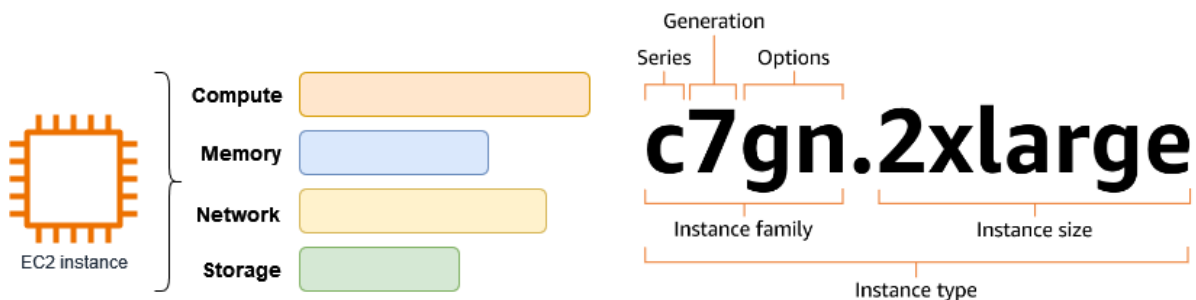 Compute
Memory
Network
Storage
EC2 instance
Generation
Series
Options
c7gn.2xlarge
Instance family
Instance size
Instance type